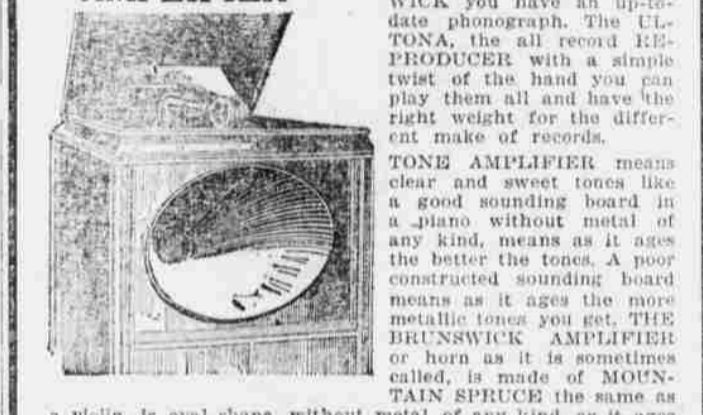 AMPLIFIER
WICK you have an up-to-
date phonograph. The UL-
TONA, the all record RE-
PRODUCER with a simple
twist of the hand you can
play them all and have the
right weight for the differ-
ent make of records.
TONE AMPLIFIER means
clear and sweet tones like
a good sounding board in
a piano without metal of
any kind, means as it ages
the better the tones. A poor
constructed sounding board
means as it ages the more
metallic tones you get. THE
BRUNSWICK AMPLIFIER
or horn as it is sometimes
called, is made of MOUN-
TAIN SPRUCE the same as
a violin, is oval shape, without metal of any kind, as it ages